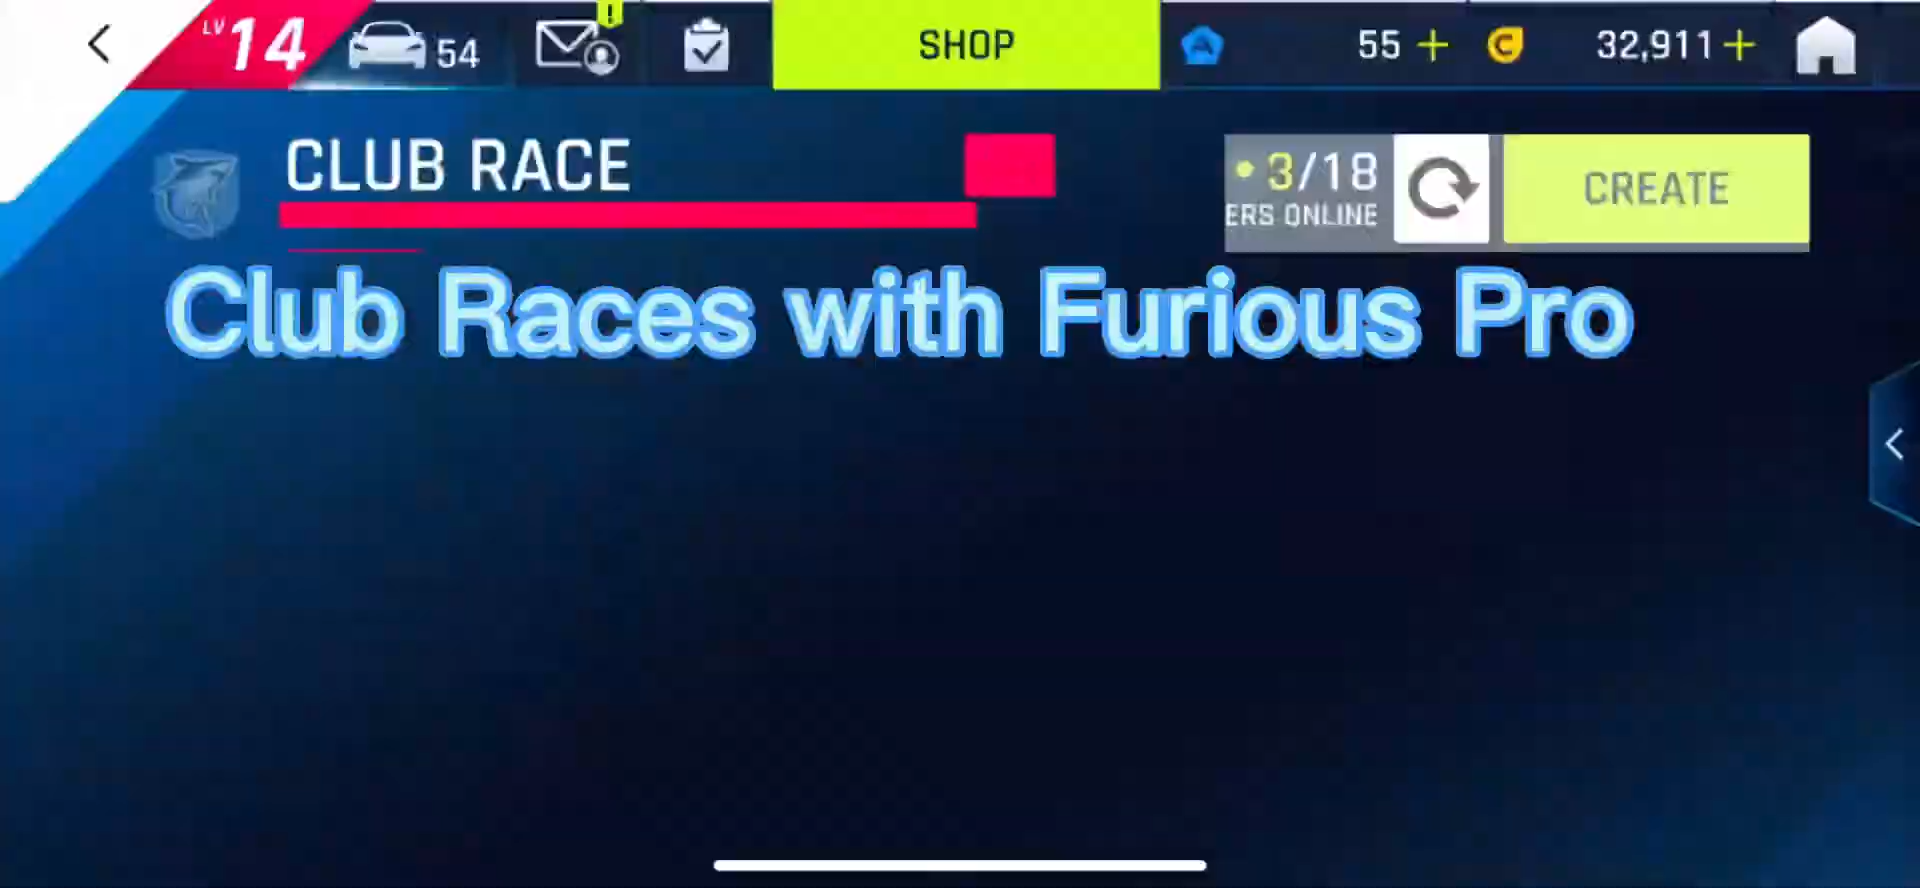 LV 14 54 ! SHOP 55 + C 32,911 +
CLUB RACE
3/18
ERS ONLINE
CREATE
Club Races with Furious Pro